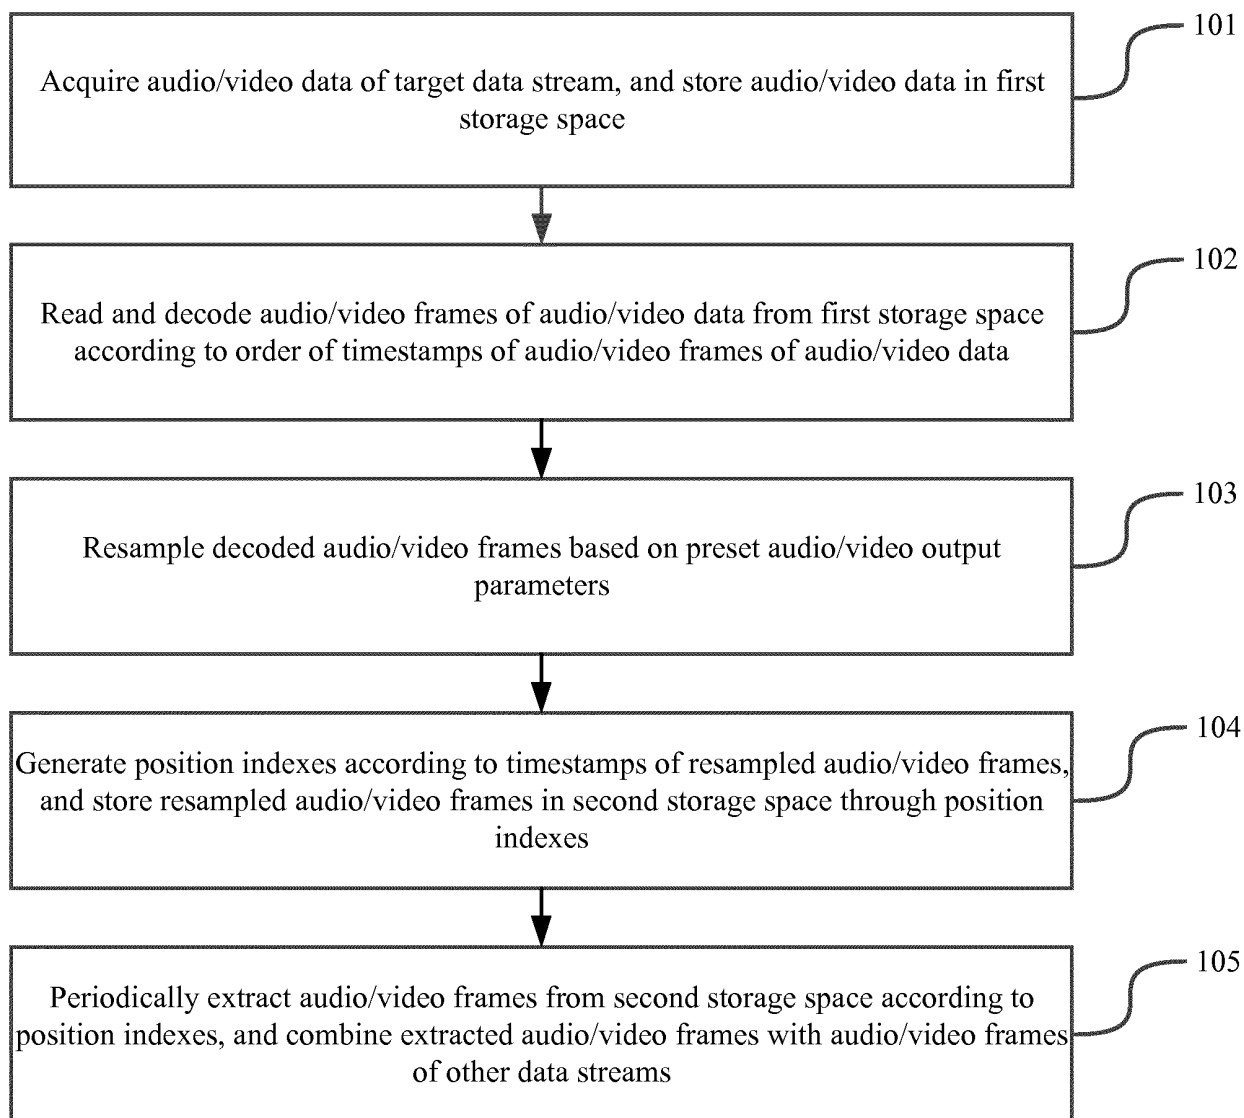 101
Acquire audio/video data of target data stream, and store audio/video data in first
storage space
102
Read and decode audio/video frames of audio/video data from first storage space
according to order of timestamps of audio/video frames of audio/video data
103
Resample decoded audio/video frames based on preset audio/video output
parameters
104
Generate position indexes according to timestamps of resampled audio/video frames,
and store resampled audio/video frames in second storage space through position
indexes
105
Periodically extract audio/video frames from second storage space according to
position indexes, and combine extracted audio/video frames with audio/video frames
of other data streams